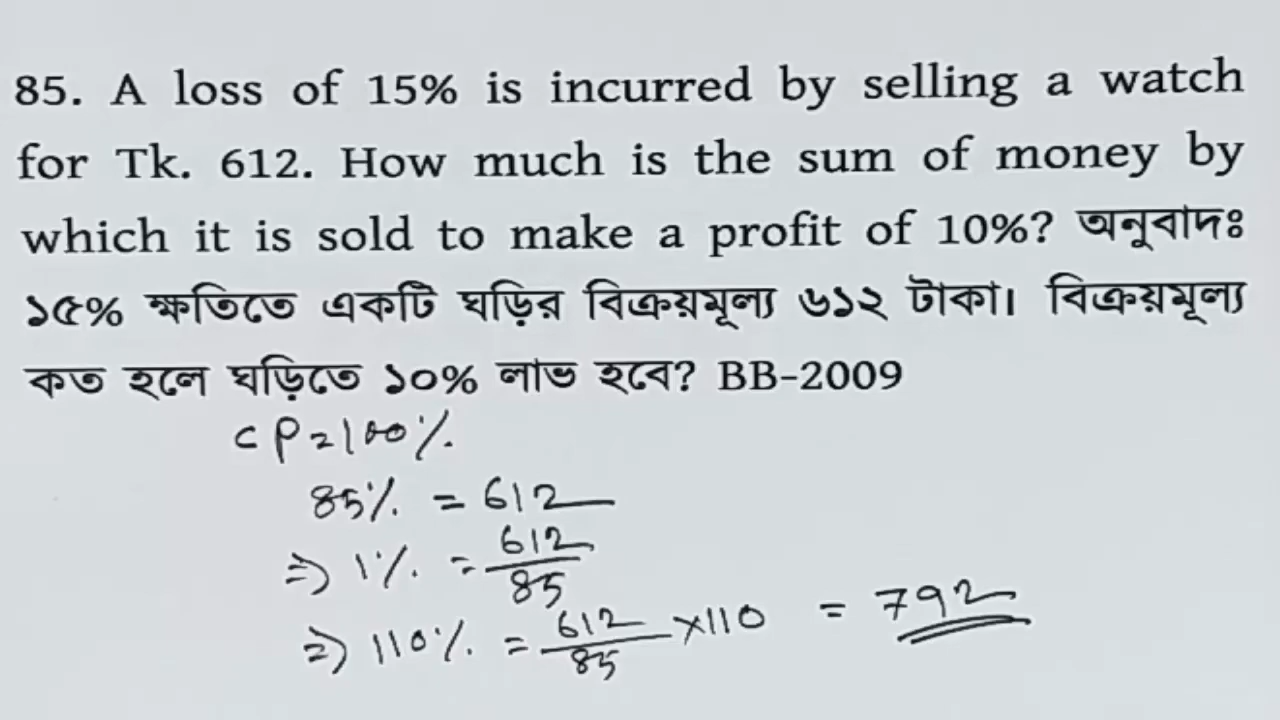 85. A loss of 15% is incurred by selling a watch
for Tk. 612. How much is the sum of money by
which it is sold to make a profit of 10%? অনুবাদঃ
১৫% ক্ষতিতে একটি ঘড়ির বিক্রয়মূল্য ৬১২ টাকা। বিক্রয়মূল্য
কত হলে ঘড়িতে ১০% লাভ হবে? BB-2009
CP=100%
85% = 612
⇒ 1% = 612/85
⇒ 110% = 612/85 ×110 = 792